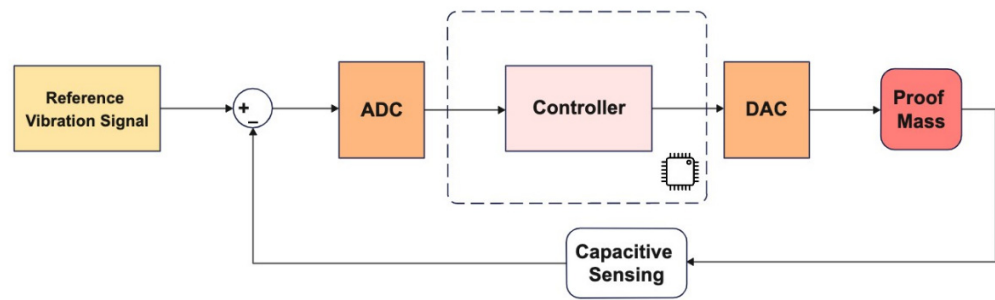 Reference
Vibration Signal
+
−
ADC
Controller
DAC
Proof
Mass
Capacitive
Sensing